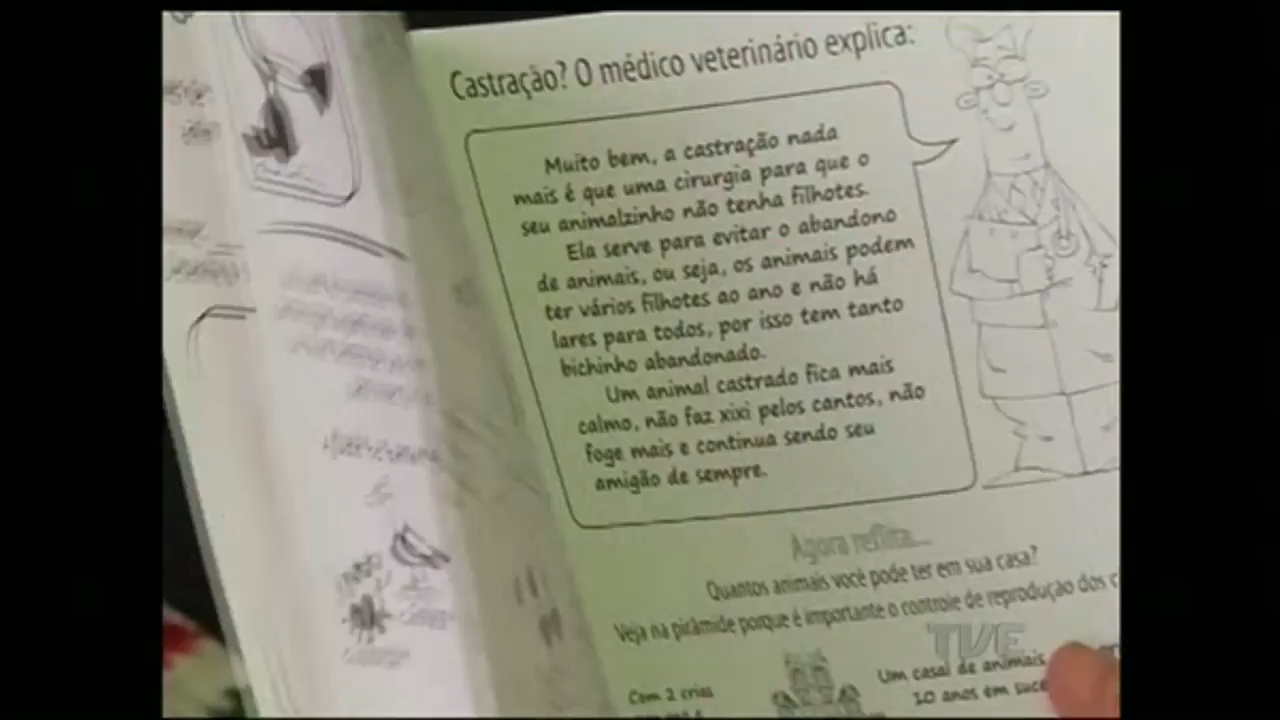 Castração? O médico veterinário explica:
Muito bem, a castração nada
mais é que uma cirurgia para que o
seu animalzinho não tenha filhotes.
Ela serve para evitar o abandono
de animais, ou seja, os animais podem
ter vários filhotes ao ano e não há
lares para todos, por isso tem tanto
bichinho abandonado.
Um animal castrado fica mais
calmo, não faz xixi pelos cantos, não
foge mais e continua sendo seu
amigão de sempre.
Agora reflita...
Quantos animais você pode ter em sua casa?
Veja na pirâmide porque é importante o controle de reprodução dos
TVE
Com 2 crias
Um casal de animais
10 anos em